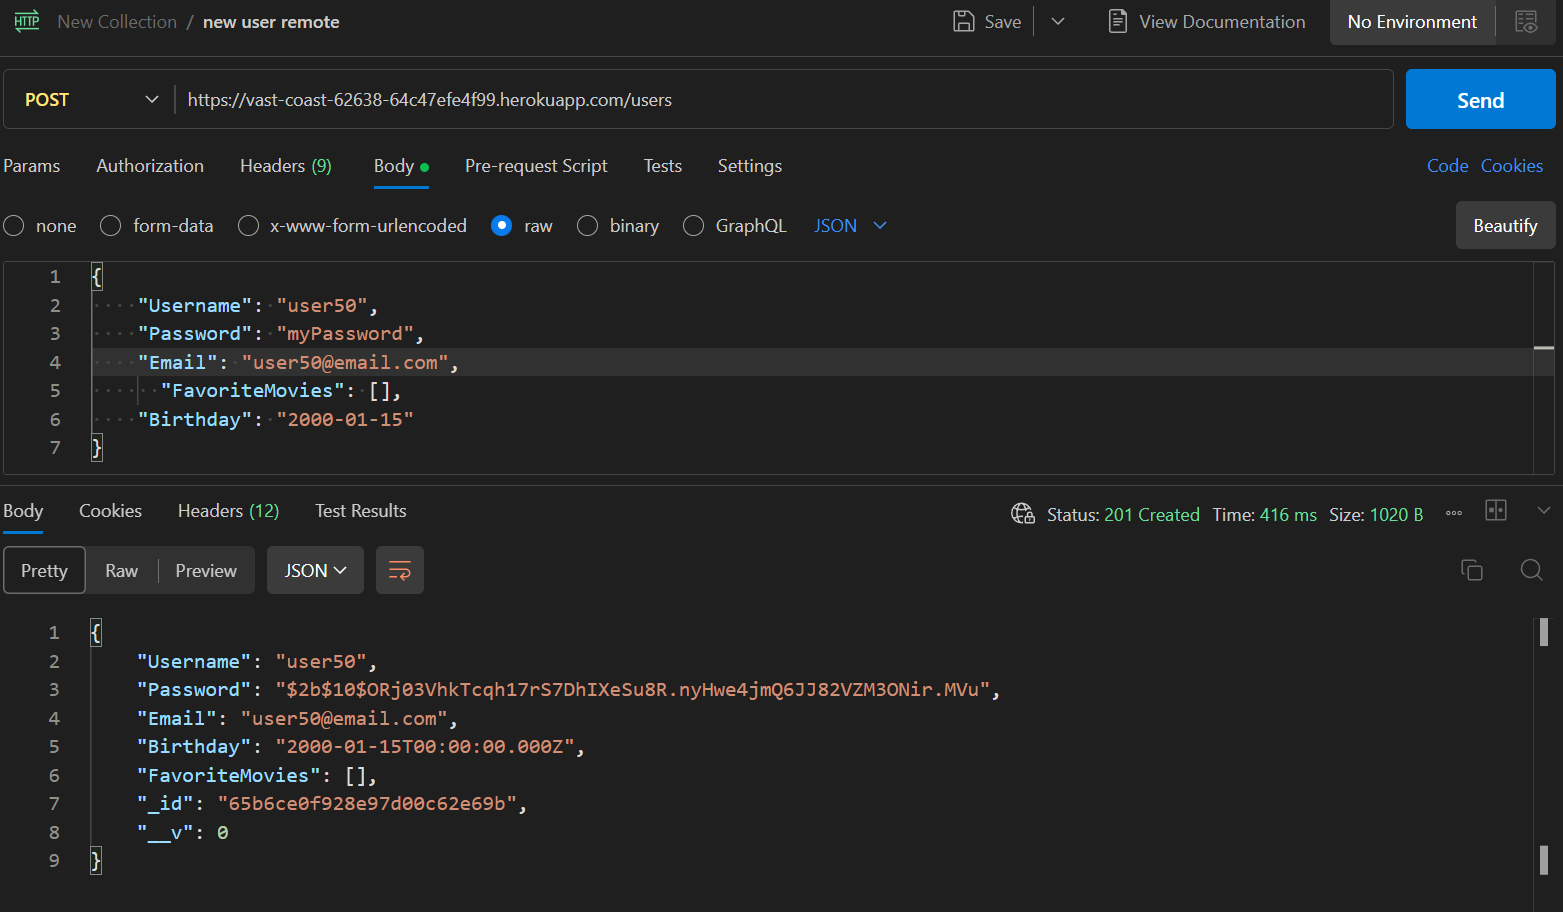 HTTP New Collection / new user remote Save View Documentation No Environment
POST https://vast-coast-62638-64c47efe4f99.herokuapp.com/users Send
Params Authorization Headers (9) Body Pre-request Script Tests Settings Code Cookies
none form-data x-www-form-urlencoded raw binary GraphQL JSON Beautify
1 {
2 "Username": "user50",
3 "Password": "myPassword",
4 "Email": "user50@email.com",
5 "FavoriteMovies": [],
6 "Birthday": "2000-01-15"
7 }
Body Cookies Headers (12) Test Results Status: 201 Created Time: 416 ms Size: 1020 B
Pretty Raw Preview JSON
1 {
2 "Username": "user50",
3 "Password": "$2b$10$ORj03VhkTcqh17rS7DhIXeSu8R.nyHwe4jmQ6JJ82VZM3ONir.MVu",
4 "Email": "user50@email.com",
5 "Birthday": "2000-01-15T00:00:00.000Z",
6 "FavoriteMovies": [],
7 "_id": "65b6ce0f928e97d00c62e69b",
8 "__v": 0
9 }